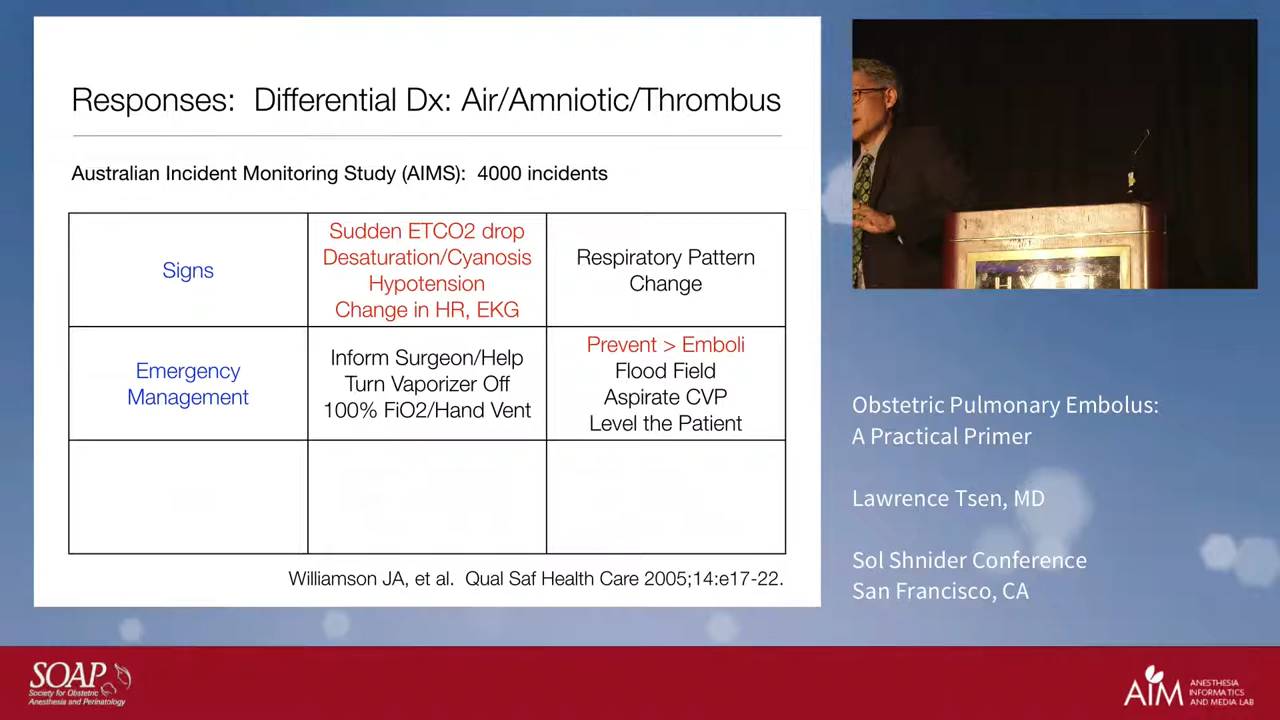 Responses: Differential Dx: Air/Amniotic/Thrombus
Australian Incident Monitoring Study (AIMS): 4000 incidents
Signs
Sudden ETCO2 drop
Desaturation/Cyanosis
Hypotension
Change in HR, EKG
Respiratory Pattern
Change
Emergency
Management
Inform Surgeon/Help
Turn Vaporizer Off
100% FiO2/Hand Vent
Prevent > Emboli
Flood Field
Aspirate CVP
Level the Patient
Williamson JA, et al. Qual Saf Health Care 2005;14:e17-22.
Obstetric Pulmonary Embolus:
A Practical Primer
Lawrence Tsen, MD
Sol Shnider Conference
San Francisco, CA
SOAP
Society for Obstetric
Anesthesia and Perinatology
AIM
ANESTHESIA
INFORMATICS
AND MEDIA LAB